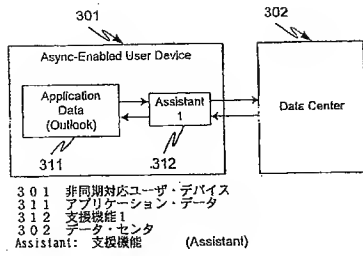 301
302
Async-Enabled User Device
Application
Data
(Outlook)
Assistant
1
Data Center
311
312
301 非同期対応ユーザ・デバイス
311 アプリケーション・データ
312 支援機能1
302 データ・センタ
Assistant: 支援機能 (Assistant)